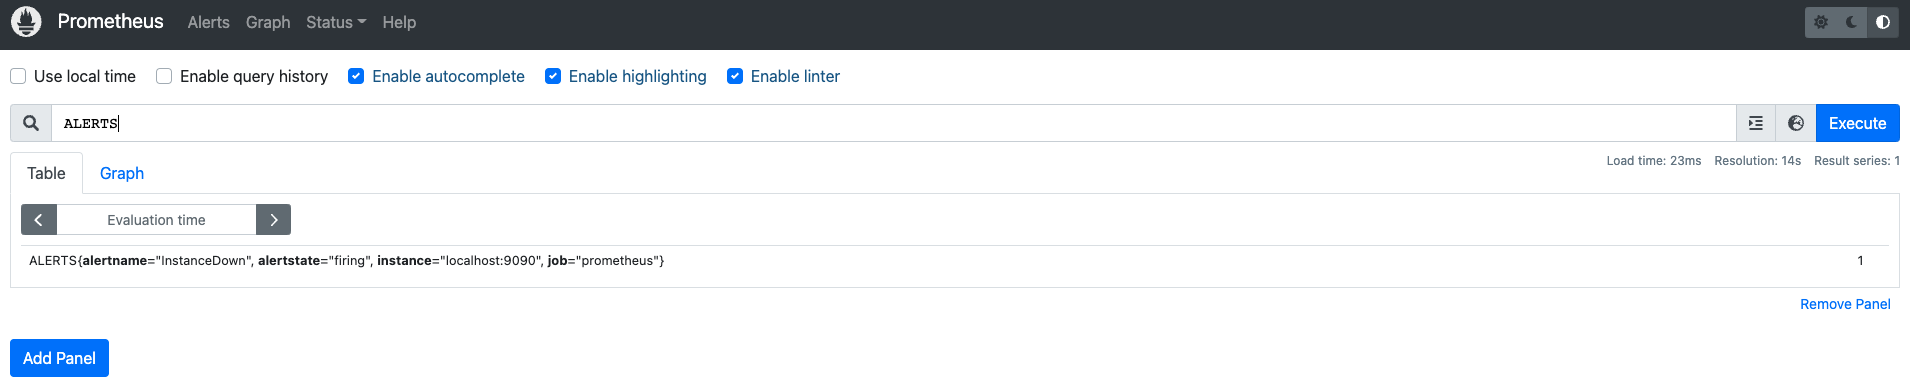 Prometheus Alerts Graph Status Help
Use local time Enable query history Enable autocomplete Enable highlighting Enable linter
ALERTS Execute
Table Graph Load time: 23ms Resolution: 14s Result series: 1
Evaluation time
ALERTS{alertname="InstanceDown", alertstate="firing", instance="localhost:9090", job="prometheus"} 1
Remove Panel
Add Panel